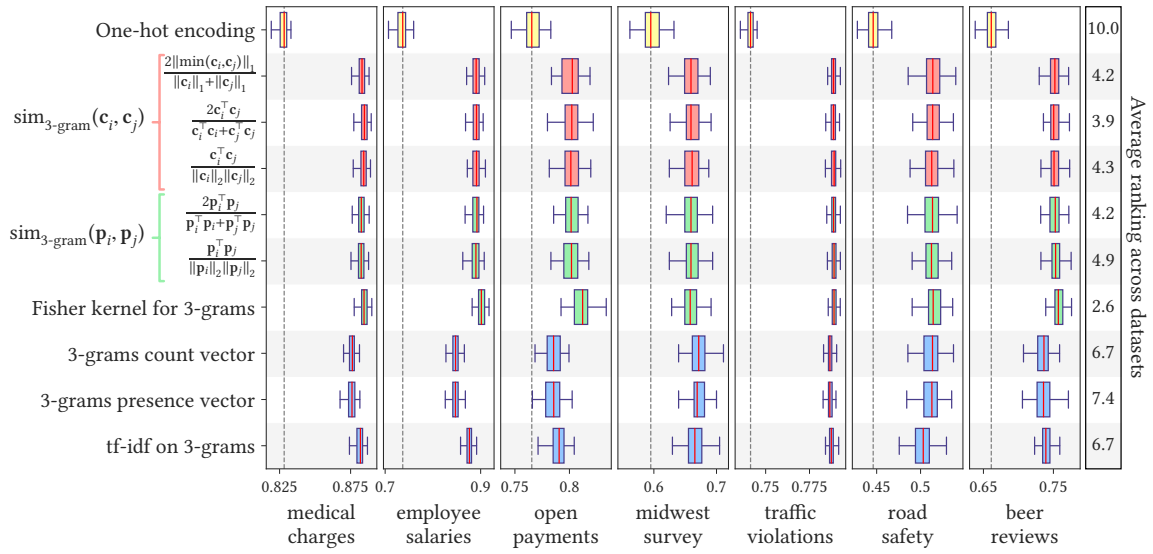 One-hot encoding 10.0
2‖min(𝐜ᵢ,𝐜ⱼ)‖₁ / ‖𝐜ᵢ‖₁+‖𝐜ⱼ‖₁ 4.2
sim₃₋gram(𝐜ᵢ, 𝐜ⱼ) 2𝐜ᵢ⊤𝐜ⱼ / 𝐜ᵢ⊤𝐜ᵢ+𝐜ⱼ⊤𝐜ⱼ 3.9
𝐜ᵢ⊤𝐜ⱼ / ‖𝐜ᵢ‖₂‖𝐜ⱼ‖₂ 4.3
sim₃₋gram(𝐩ᵢ, 𝐩ⱼ) 2𝐩ᵢ⊤𝐩ⱼ / 𝐩ᵢ⊤𝐩ᵢ+𝐩ⱼ⊤𝐩ⱼ 4.2
𝐩ᵢ⊤𝐩ⱼ / ‖𝐩ᵢ‖₂‖𝐩ⱼ‖₂ 4.9
Fisher kernel for 3-grams 2.6
3-grams count vector 6.7
3-grams presence vector 7.4
tf-idf on 3-grams 6.7
Average ranking across datasets
0.825 0.875 0.7 0.9 0.75 0.8 0.6 0.7 0.75 0.775 0.45 0.5 0.65 0.75
medical employee open midwest traffic road beer
charges salaries payments survey violations safety reviews